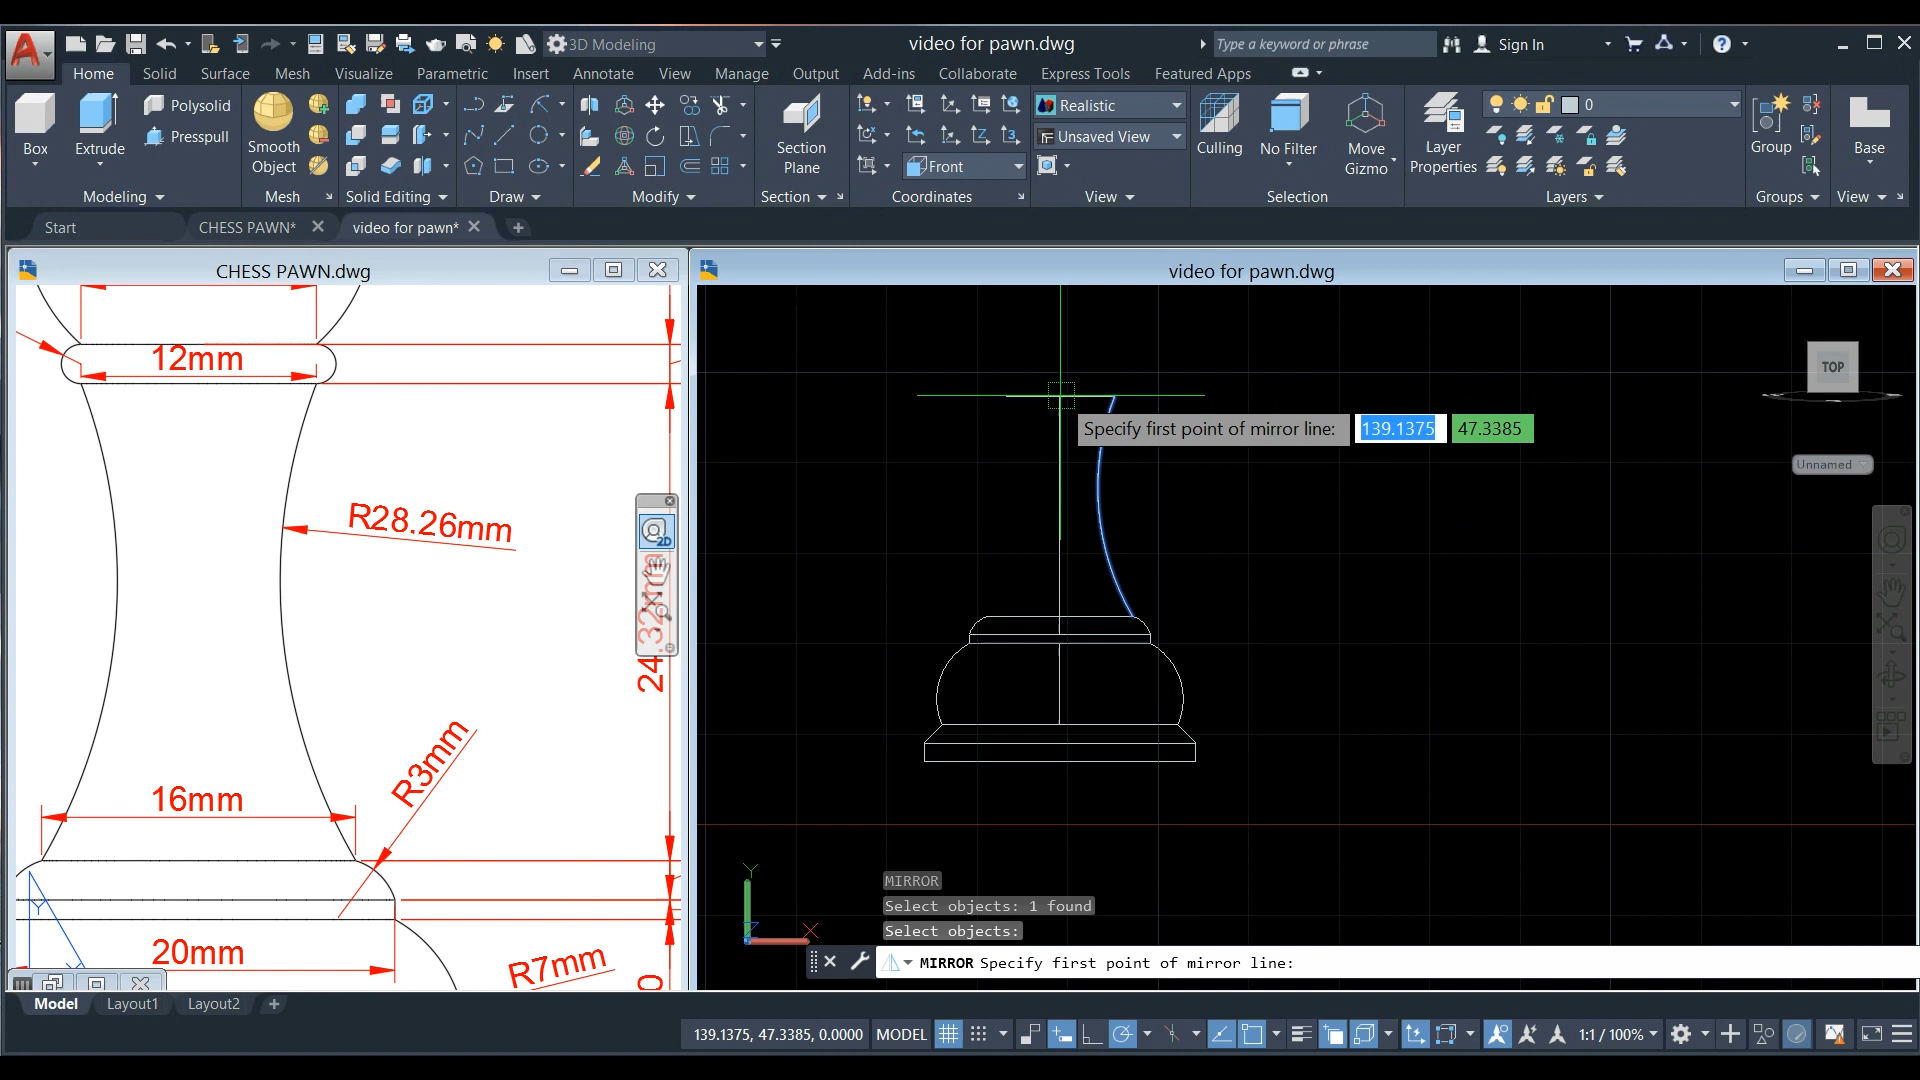 3D Modeling
video for pawn.dwg
Type a keyword or phrase
Sign In
Home Solid Surface Mesh Visualize Parametric Insert Annotate View Manage Output Add-ins Collaborate Express Tools Featured Apps
Box
Extrude
Polysolid
Presspull
Smooth
Object
Section
Plane
Realistic
Unsaved View
Front
Culling
No Filter
Move
Gizmo
Layer
Properties
0
Group
Base
Modeling
Mesh
Solid Editing
Draw
Modify
Section
Coordinates
View
Selection
Layers
Groups
View
Start
CHESS PAWN*
video for pawn*
CHESS PAWN.dwg
video for pawn.dwg
12mm
R28.26mm
24.32mm
16mm
R3mm
20mm
R7mm
0
2D
Y
TOP
Unnamed
Specify first point of mirror line: 139.1375 47.3385
Y
Z
X
MIRROR
Select objects: 1 found
Select objects:
MIRROR Specify first point of mirror line:
Model Layout1 Layout2
139.1375, 47.3385, 0.0000 MODEL 1:1 / 100%